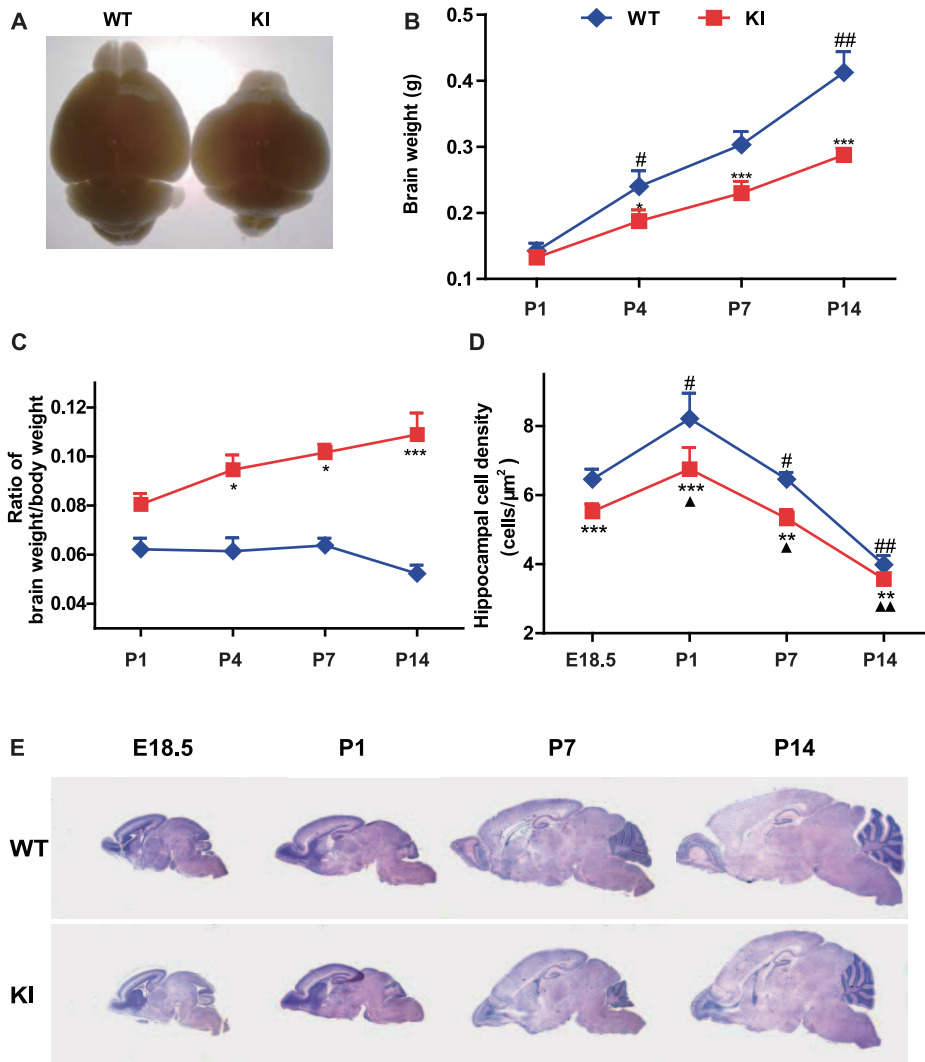 A
WT KI
B
WT KI
Brain weight (g)
0.5
0.4
0.3
0.2
0.1
#
##
*
***
***
P1 P4 P7 P14
C
Ratio of
brain weight/body weight
0.12
0.10
0.08
0.06
0.04
*
*
***
P1 P4 P7 P14
D
Hippocampal cell density
(cells/μm²)
8
6
4
2
#
#
##
***
***
▲
**
▲
**
▲▲
E18.5 P1 P7 P14
E
E18.5 P1 P7 P14
WT
KI